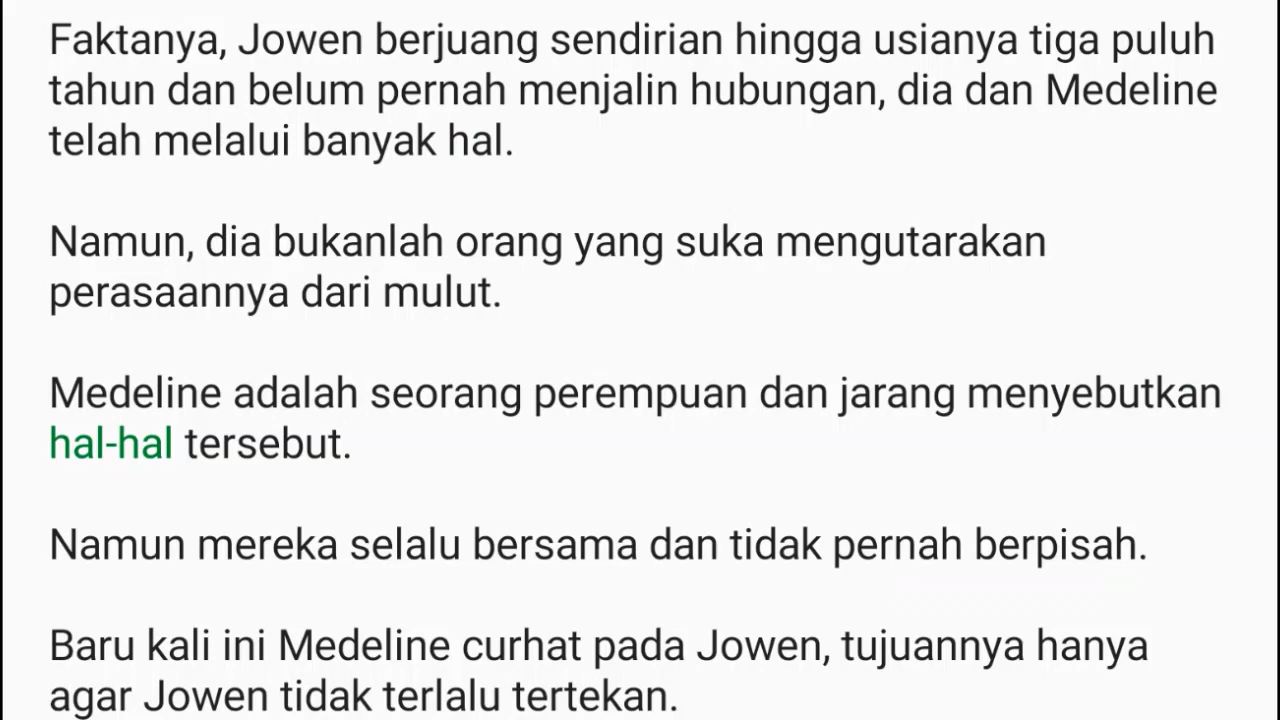 Faktanya, Jowen berjuang sendirian hingga usianya tiga puluh
tahun dan belum pernah menjalin hubungan, dia dan Medeline
telah melalui banyak hal.
Namun, dia bukanlah orang yang suka mengutarakan
perasaannya dari mulut.
Medeline adalah seorang perempuan dan jarang menyebutkan
hal-hal tersebut.
Namun mereka selalu bersama dan tidak pernah berpisah.
Baru kali ini Medeline curhat pada Jowen, tujuannya hanya
agar Jowen tidak terlalu tertekan.